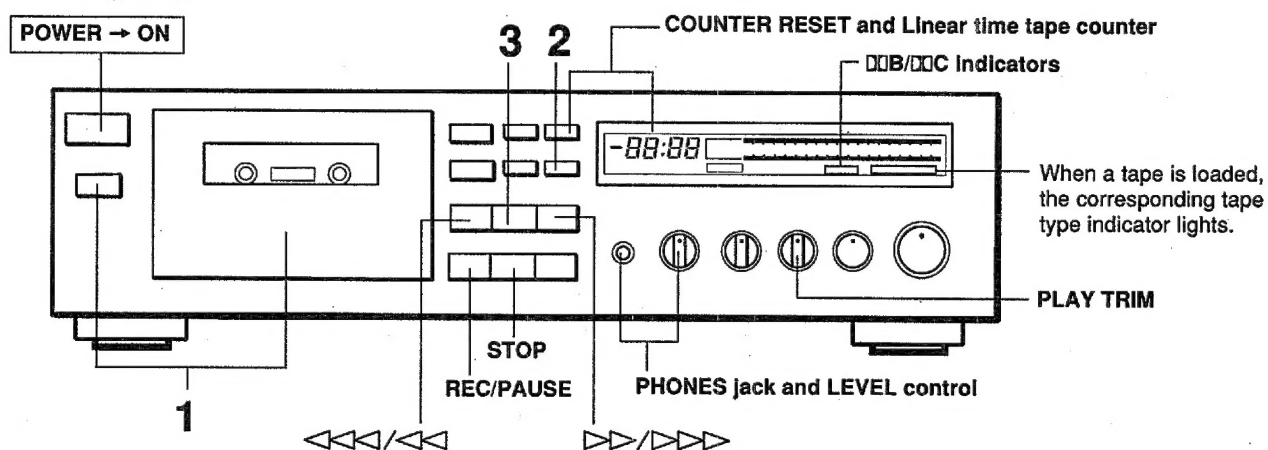 POWER → ON
3 2
COUNTER RESET and Linear time tape counter
▯▯B/▯▯C indicators
-88:88
When a tape is loaded,
the corresponding tape
type indicator lights.
PLAY TRIM
STOP
REC/PAUSE
PHONES jack and LEVEL control
1
◁◁◁/◁◁
▷▷/▷▷▷